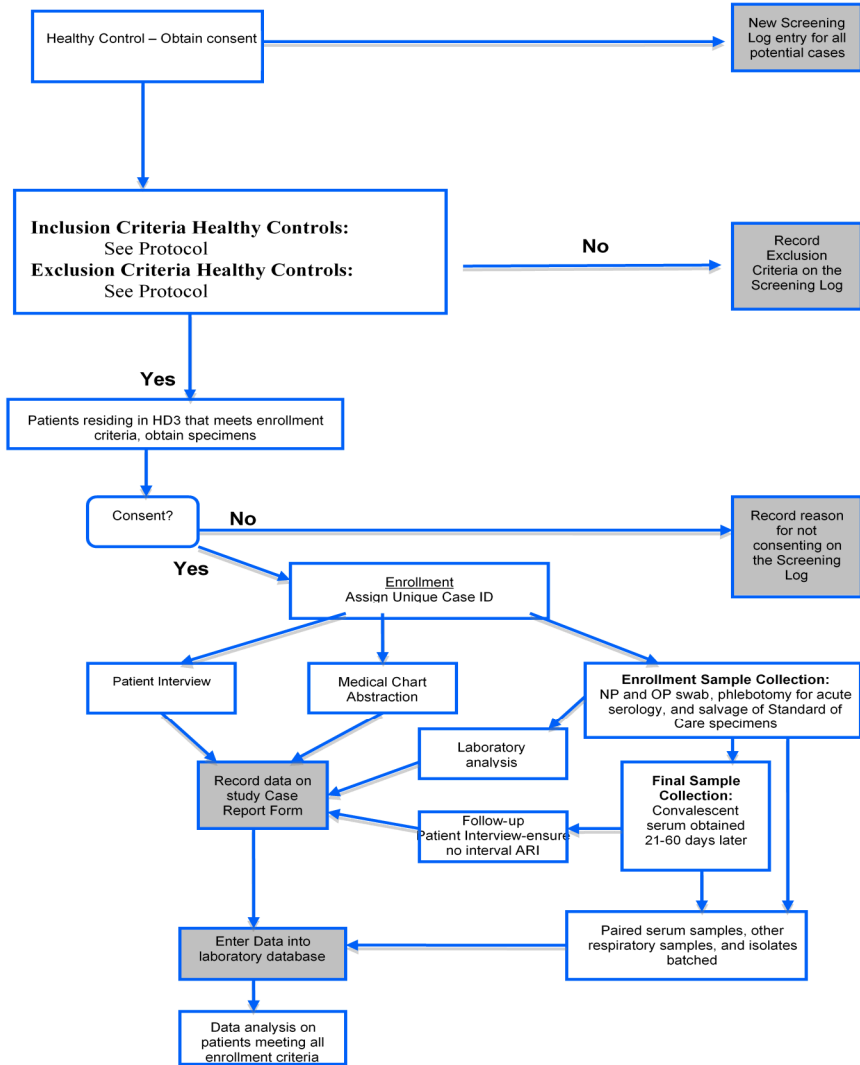 Healthy Control – Obtain consent
New Screening
Log entry for all
potential cases
Inclusion Criteria Healthy Controls:
See Protocol
Exclusion Criteria Healthy Controls:
See Protocol
No
Record
Exclusion
Criteria on the
Screening Log
Yes
Patients residing in HD3 that meets enrollment
criteria, obtain specimens
Consent?
No
Record reason
for not
consenting on
the Screening
Log
Yes
Enrollment
Assign Unique Case ID
Patient Interview
Medical Chart
Abstraction
Enrollment Sample Collection:
NP and OP swab, phlebotomy for acute
serology, and salvage of Standard of
Care specimens
Laboratory
analysis
Record data on
study Case
Report Form
Final Sample
Collection:
Convalescent
serum obtained
21-60 days later
Follow-up
Patient Interview-ensure
no interval ARI
Paired serum samples, other
respiratory samples, and isolates
batched
Enter Data into
laboratory database
Data analysis on
patients meeting all
enrollment criteria